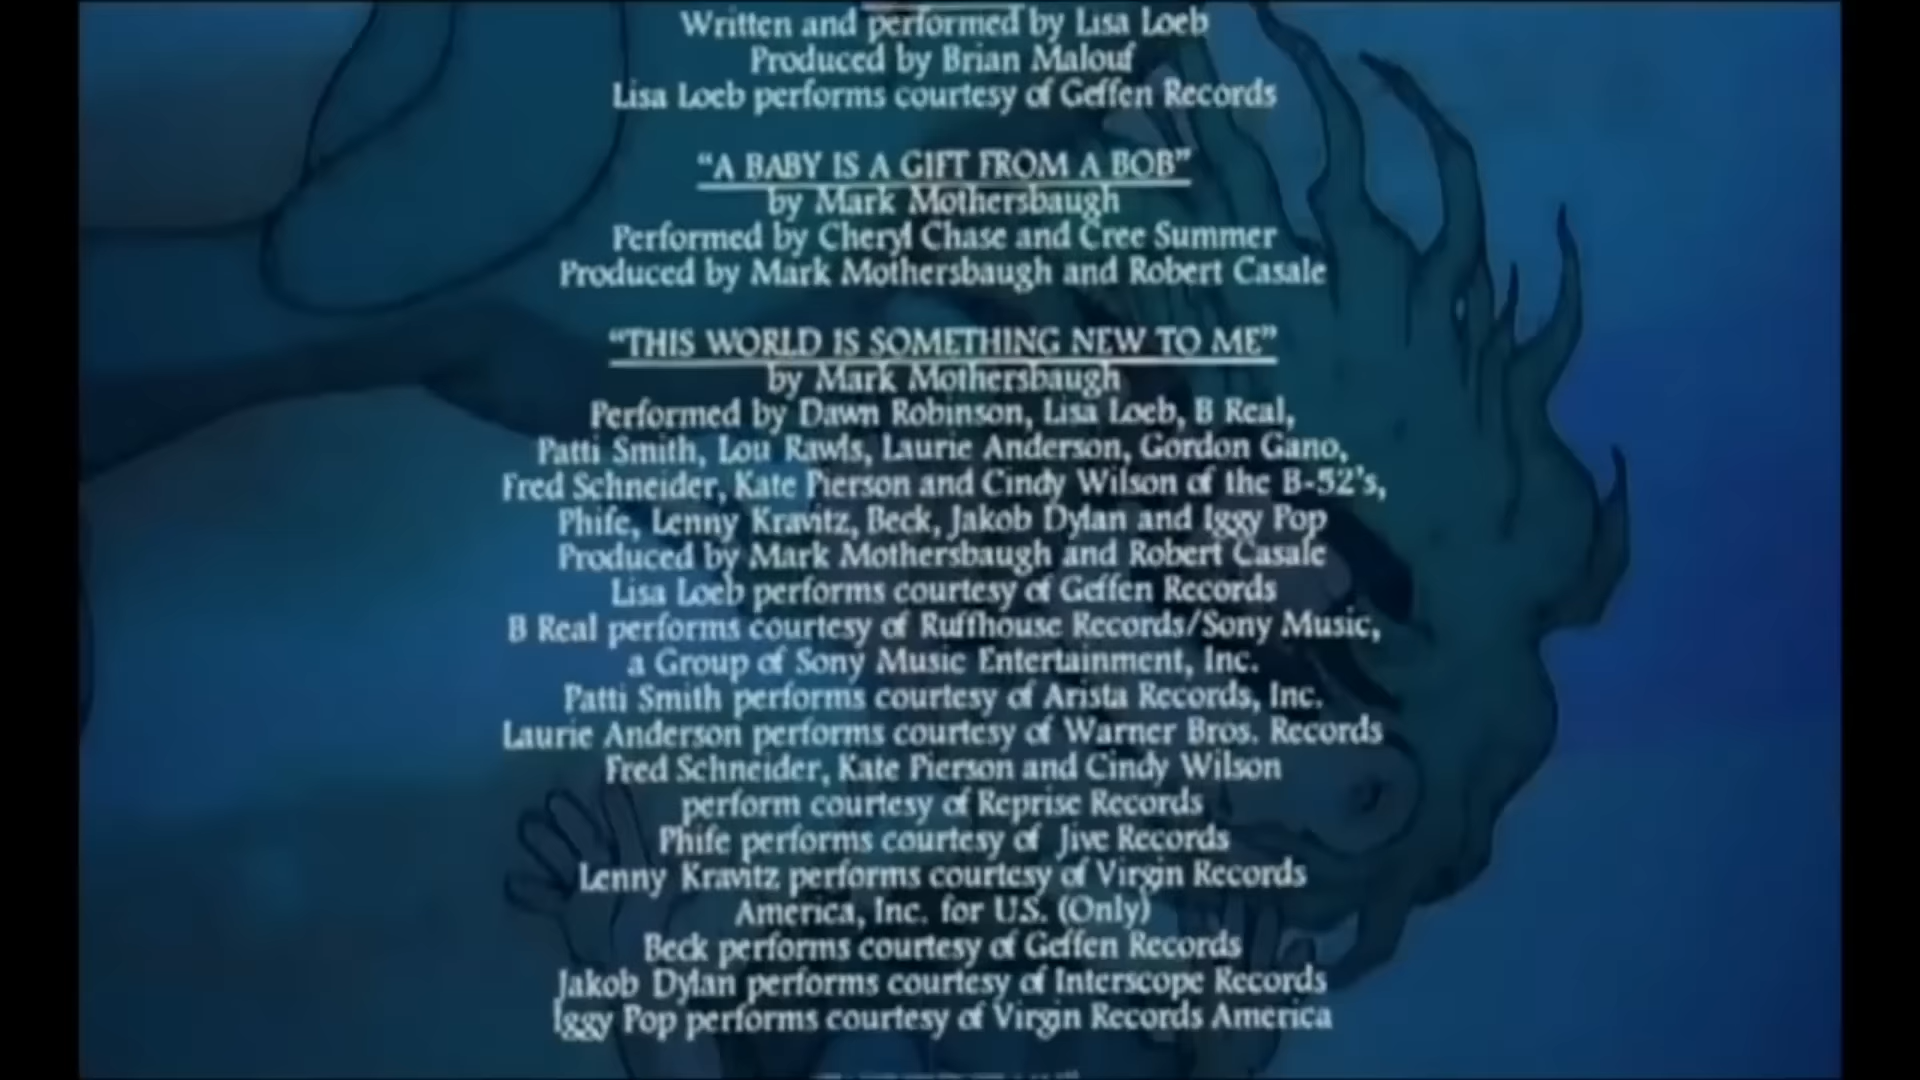 Written and performed by Lisa Loeb
Produced by Brian Malouf
Lisa Loeb performs courtesy of Geffen Records
“A BABY IS A GIFT FROM A BOB”
by Mark Mothersbaugh
Performed by Cheryl Chase and Cree Summer
Produced by Mark Mothersbaugh and Robert Casale
“THIS WORLD IS SOMETHING NEW TO ME”
by Mark Mothersbaugh
Performed by Dawn Robinson, Lisa Loeb, B Real,
Patti Smith, Lou Rawls, Laurie Anderson, Gordon Gano,
Fred Schneider, Kate Pierson and Cindy Wilson of the B-52's,
Phife, Lenny Kravitz, Beck, Jakob Dylan and Iggy Pop
Produced by Mark Mothersbaugh and Robert Casale
Lisa Loeb performs courtesy of Geffen Records
B Real performs courtesy of Ruffhouse Records/Sony Music,
a Group of Sony Music Entertainment, Inc.
Patti Smith performs courtesy of Arista Records, Inc.
Laurie Anderson performs courtesy of Warner Bros. Records
Fred Schneider, Kate Pierson and Cindy Wilson
perform courtesy of Reprise Records
Phife performs courtesy of Jive Records
Lenny Kravitz performs courtesy of Virgin Records
America, Inc. for U.S. (Only)
Beck performs courtesy of Geffen Records
Jakob Dylan performs courtesy of Interscope Records
Iggy Pop performs courtesy of Virgin Records America